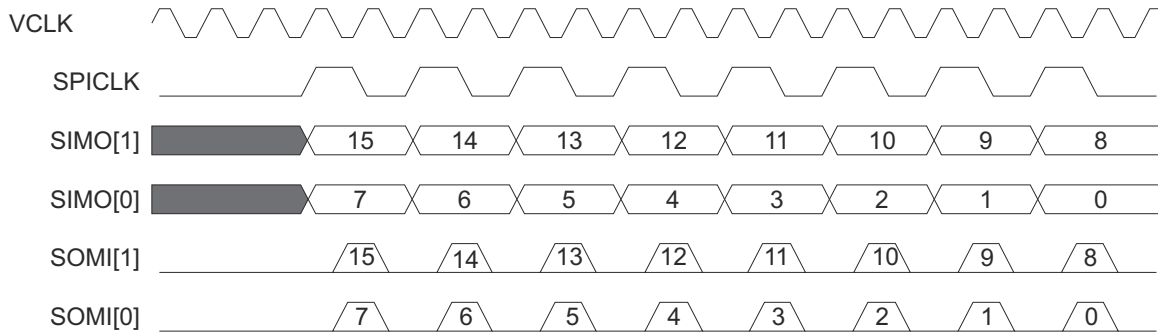 VCLK
SPICLK
SIMO[1] 15 14 13 12 11 10 9 8
SIMO[0] 7 6 5 4 3 2 1 0
SOMI[1] 15 14 13 12 11 10 9 8
SOMI[0] 7 6 5 4 3 2 1 0